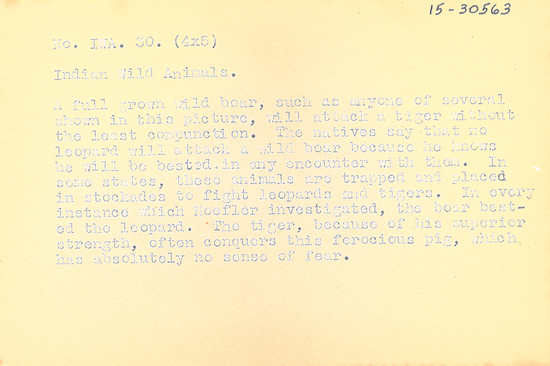 15-30563
No. IWA. 30. (4x5)
Indian Wild Animals.
A full grown wild boar, such as anyone of several
shown in this picture, will attack a tiger without
the least compunction. The natives say that no
leopard will attack a wild boar because he knows
he will be bested in any encounter with them. In
some states, these animals are trapped and placed
in stockades to fight leopards and tigers. In every
instance which Hoefler investigated, the boar best-
ed the leopard. The tiger, because of his superior
strength, often conquers this ferocious pig, which
has absolutely no sense of fear.